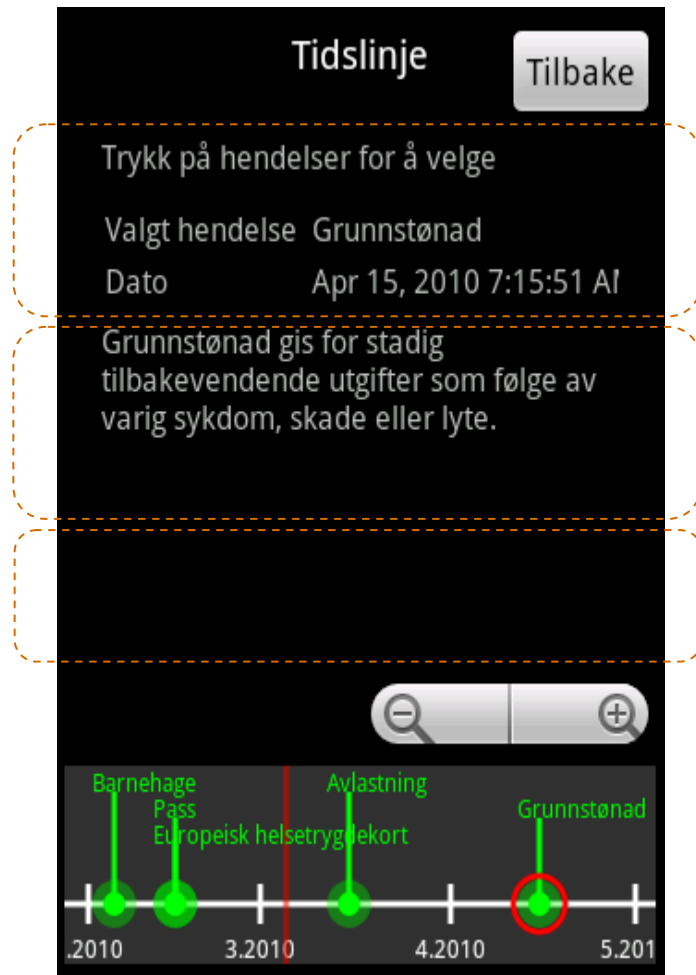 Tidslinje
Tilbake
Trykk på hendelser for å velge
Valgt hendelse Grunnstønad
Dato Apr 15, 2010 7:15:51
Grunnstønad gis for stadig
tilbakevendende utgifter som følge av
varig sykdom, skade eller lyte.
Barnehage
Avlastning
Pass
Grunnstønad
Europeisk helsetrygdekort
.2010 3.2010 4.2010 5.201